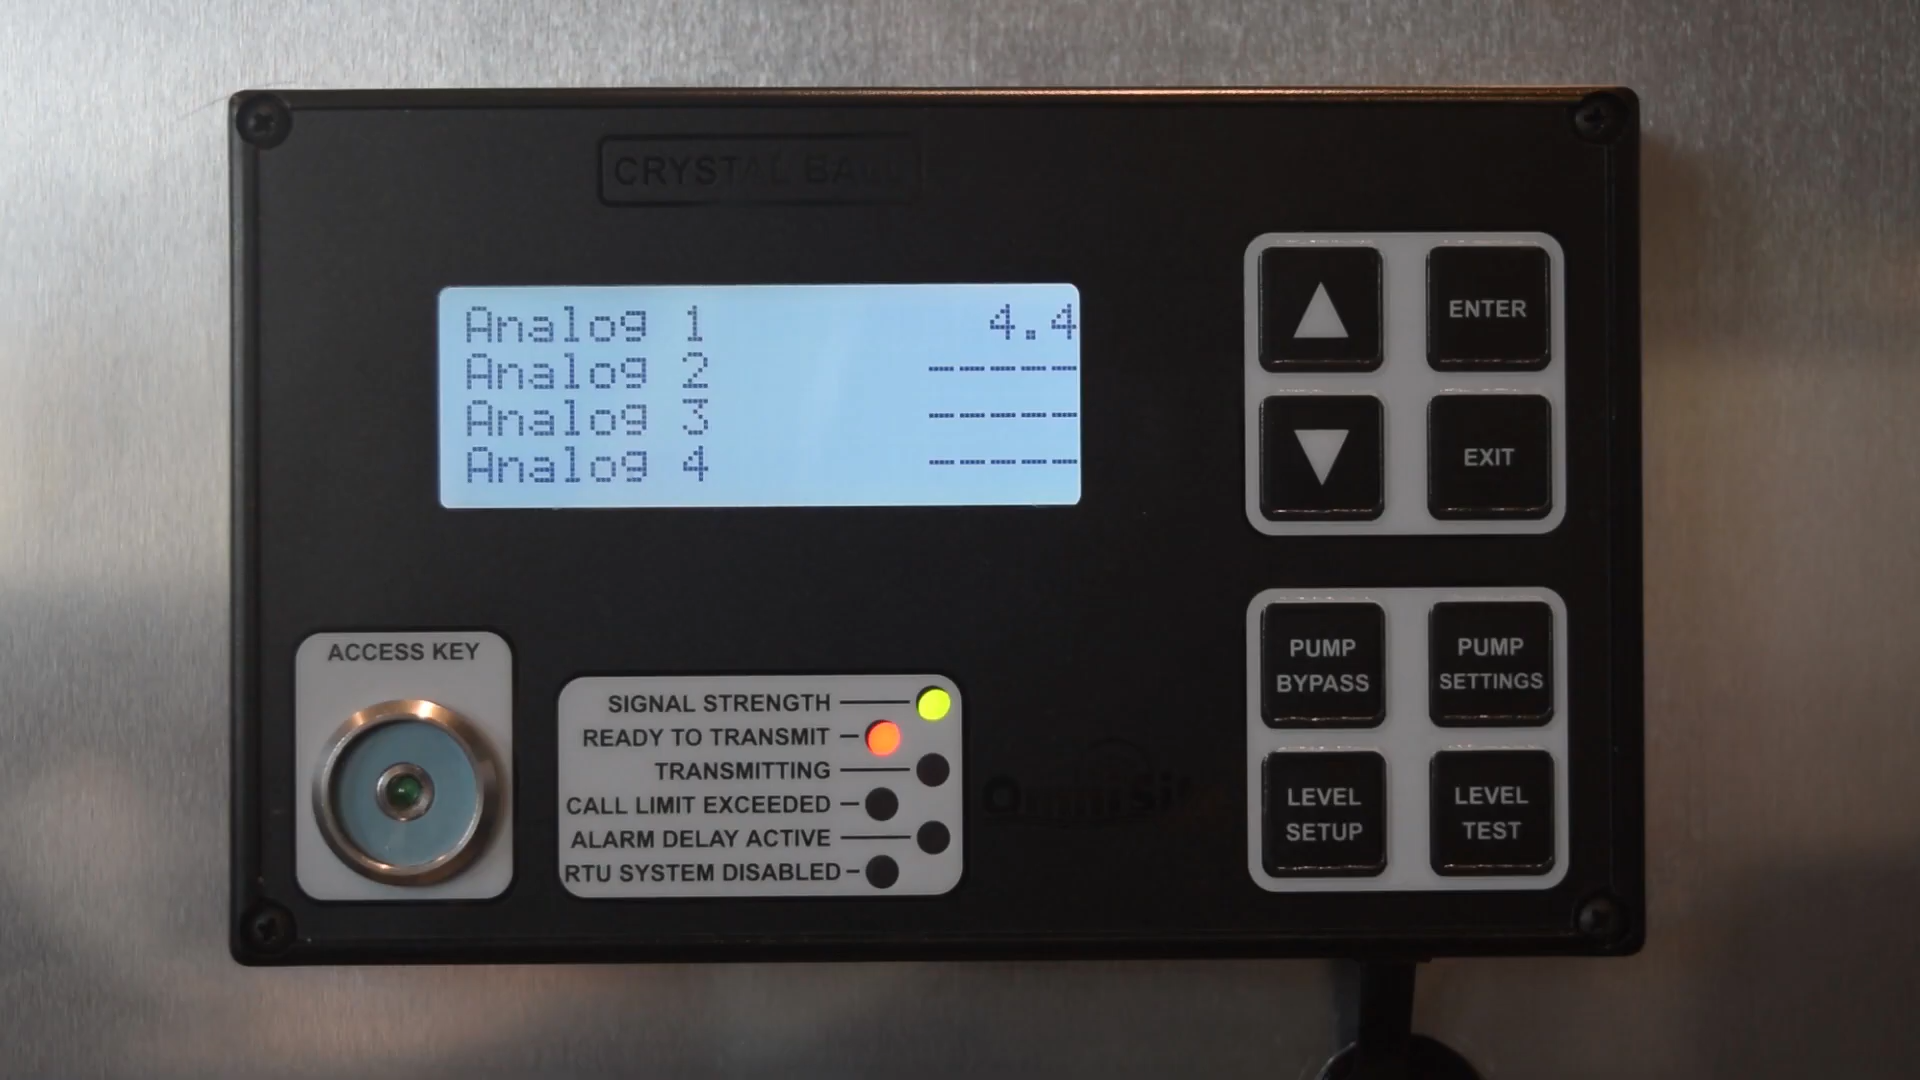 CRYSTAL BALL
Analog 1 4.4
Analog 2 -----
Analog 3 -----
Analog 4 -----
ENTER
EXIT
ACCESS KEY
SIGNAL STRENGTH
READY TO TRANSMIT
TRANSMITTING
CALL LIMIT EXCEEDED
ALARM DELAY ACTIVE
RTU SYSTEM DISABLED
OmniSite
PUMP
BYPASS
PUMP
SETTINGS
LEVEL
SETUP
LEVEL
TEST